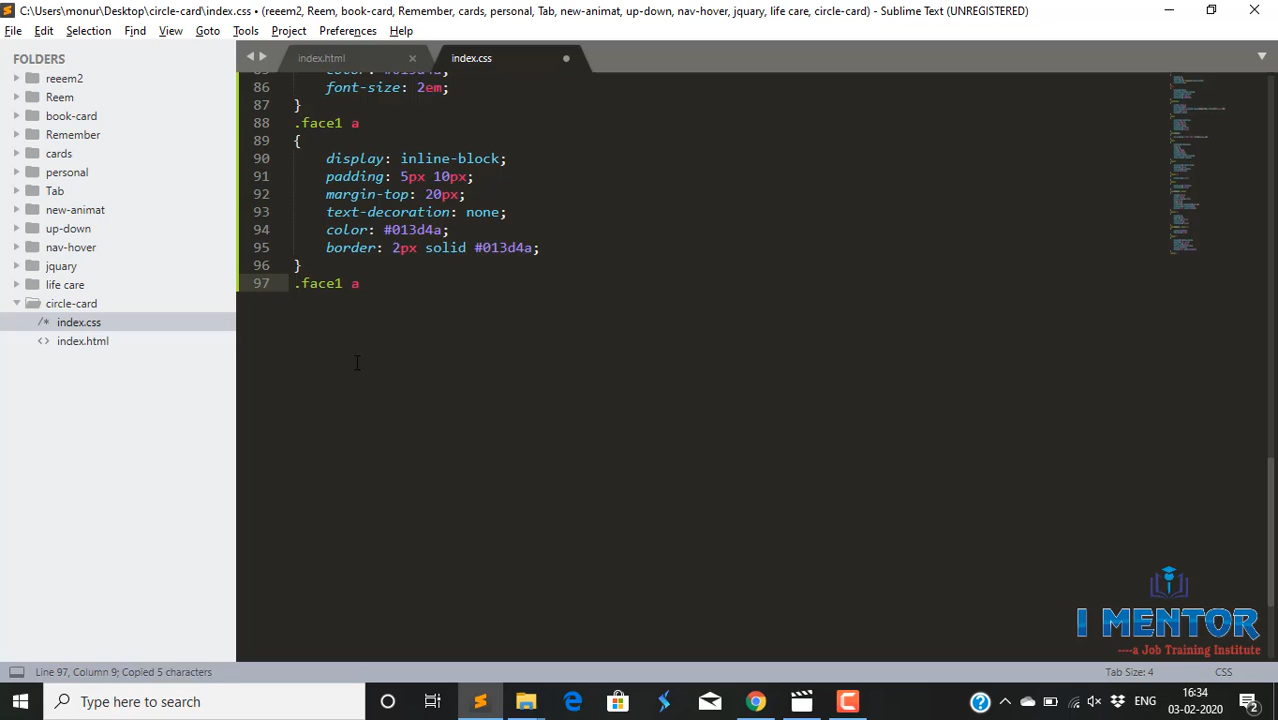 C:\Users\monur\Desktop\circle-card\index.css • (reeem2, Reem, book-card, Remember, cards, personal, Tab, new-animat, up-down, nav-hover, jquary, life care, circle-card) - Sublime Text (UNREGISTERED)
File Edit Selection Find View Goto Tools Project Preferences Help
FOLDERS
reeem2
Reem
book-card
Remember
cards
personal
Tab
new-animat
up-down
nav-hover
jquary
life care
circle-card
/* index.css
<> index.html
index.html
index.css
86 font-size: 2em;
87 }
88 .face1 a
89 {
90 display: inline-block;
91 padding: 5px 10px;
92 margin-top: 20px;
93 text-decoration: none;
94 color: #013d4a;
95 border: 2px solid #013d4a;
96 }
97 .face1 a
I MENTOR
----a Job Training Institute
Line 97, Column 9; Copied 5 characters
Tab Size: 4
CSS
Type here to search
ENG
16:34
03-02-2020
2